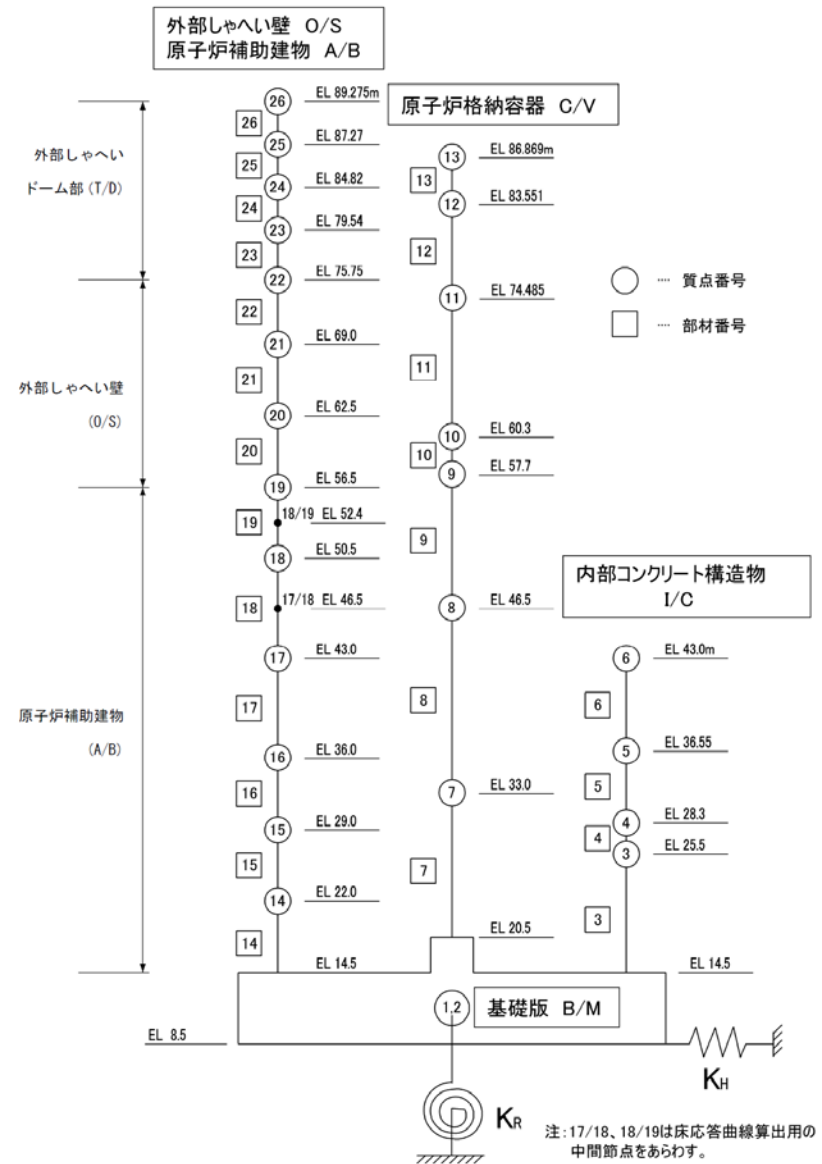 外部しゃへい壁 O/S
原子炉補助建物 A/B
原子炉格納容器 C/V
内部コンクリート構造物
I/C
外部しゃへい
ドーム部(T/D)
外部しゃへい壁
(O/S)
原子炉補助建物
(A/B)
26 EL 89.275m
26
25 EL 87.27
25
24 EL 84.82
24
23 EL 79.54
23
22 EL 75.75
22
21 EL 69.0
21
20 EL 62.5
20
19 EL 56.5
19
18/19 EL 52.4
18 EL 50.5
18
17/18 EL 46.5
17 EL 43.0
17
16 EL 36.0
16
15 EL 29.0
15
14 EL 22.0
14
EL 14.5
13 EL 86.869m
13
12 EL 83.551
12
11 EL 74.485
11
10 EL 60.3
10
9 EL 57.7
9
8 EL 46.5
8
7 EL 33.0
7
EL 20.5
○ … 質点番号
□ … 部材番号
6 EL 43.0m
6
5 EL 36.55
5
4 EL 28.3
4
3 EL 25.5
3
EL 14.5
1,2 基礎版 B/M
EL 8.5
KH
KR
注:17/18、18/19は床応答曲線算出用の
中間節点をあらわす。